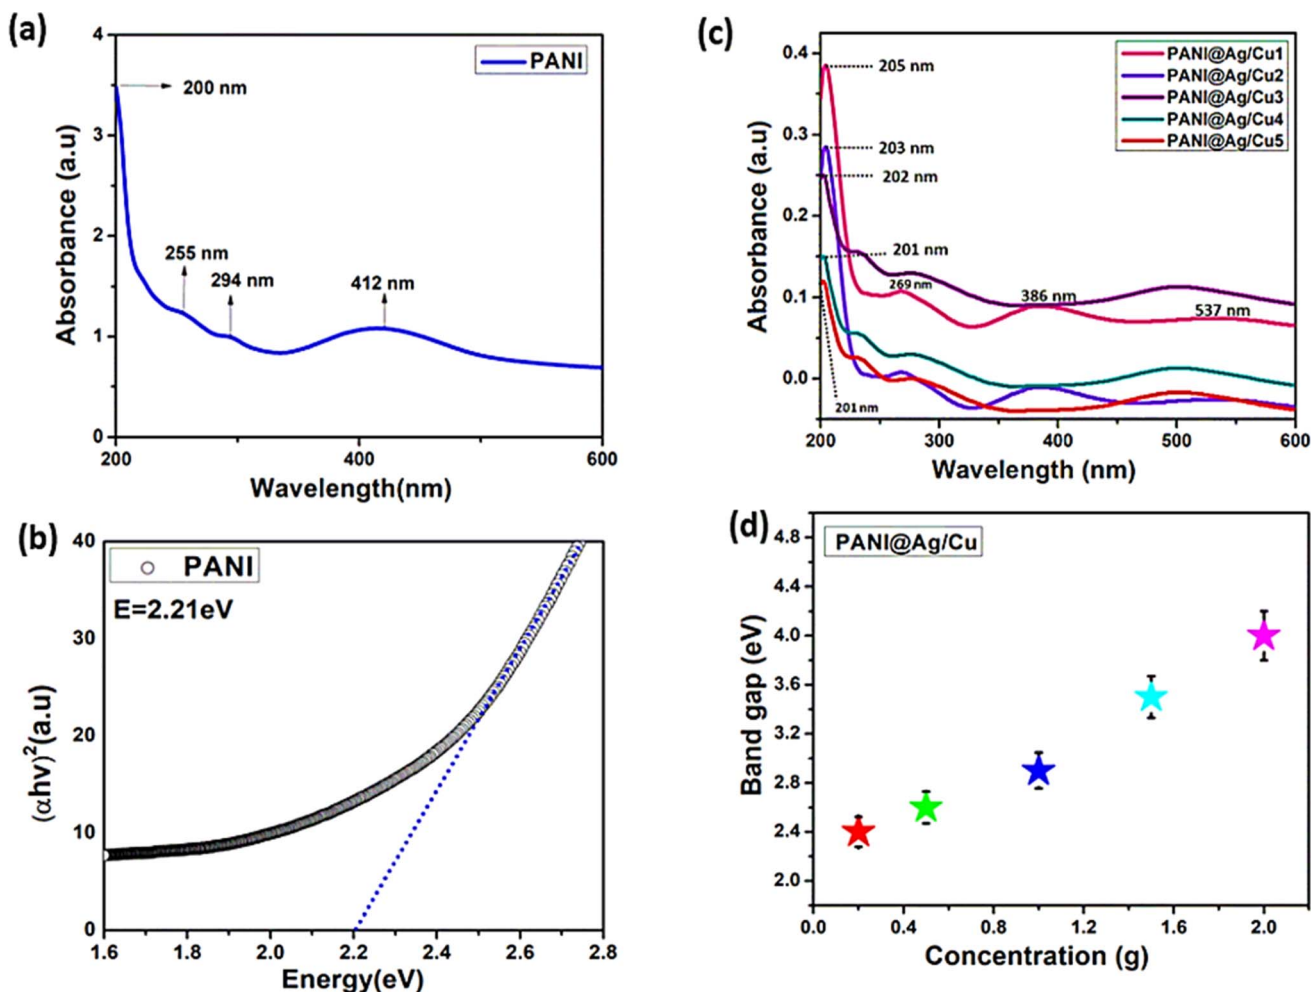 (a)
4
3
2
1
0
200
400
600
Absorbance (a.u)
Wavelength(nm)
PANI
200 nm
255 nm
294 nm
412 nm
(c)
0.4
0.3
0.2
0.1
0.0
200
300
400
500
600
Absorbance (a.u)
Wavelength (nm)
PANI@Ag/Cu1
PANI@Ag/Cu2
PANI@Ag/Cu3
PANI@Ag/Cu4
PANI@Ag/Cu5
205 nm
203 nm
202 nm
201 nm
269 nm
386 nm
537 nm
201 nm
(b)
40
30
20
10
0
1.6
1.8
2.0
2.2
2.4
2.6
2.8
(αhv)²(a.u)
Energy(eV)
PANI
E=2.21eV
(d)
4.8
4.4
4.0
3.6
3.2
2.8
2.4
2.0
0.0
0.4
0.8
1.2
1.6
2.0
Band gap (eV)
Concentration (g)
PANI@Ag/Cu